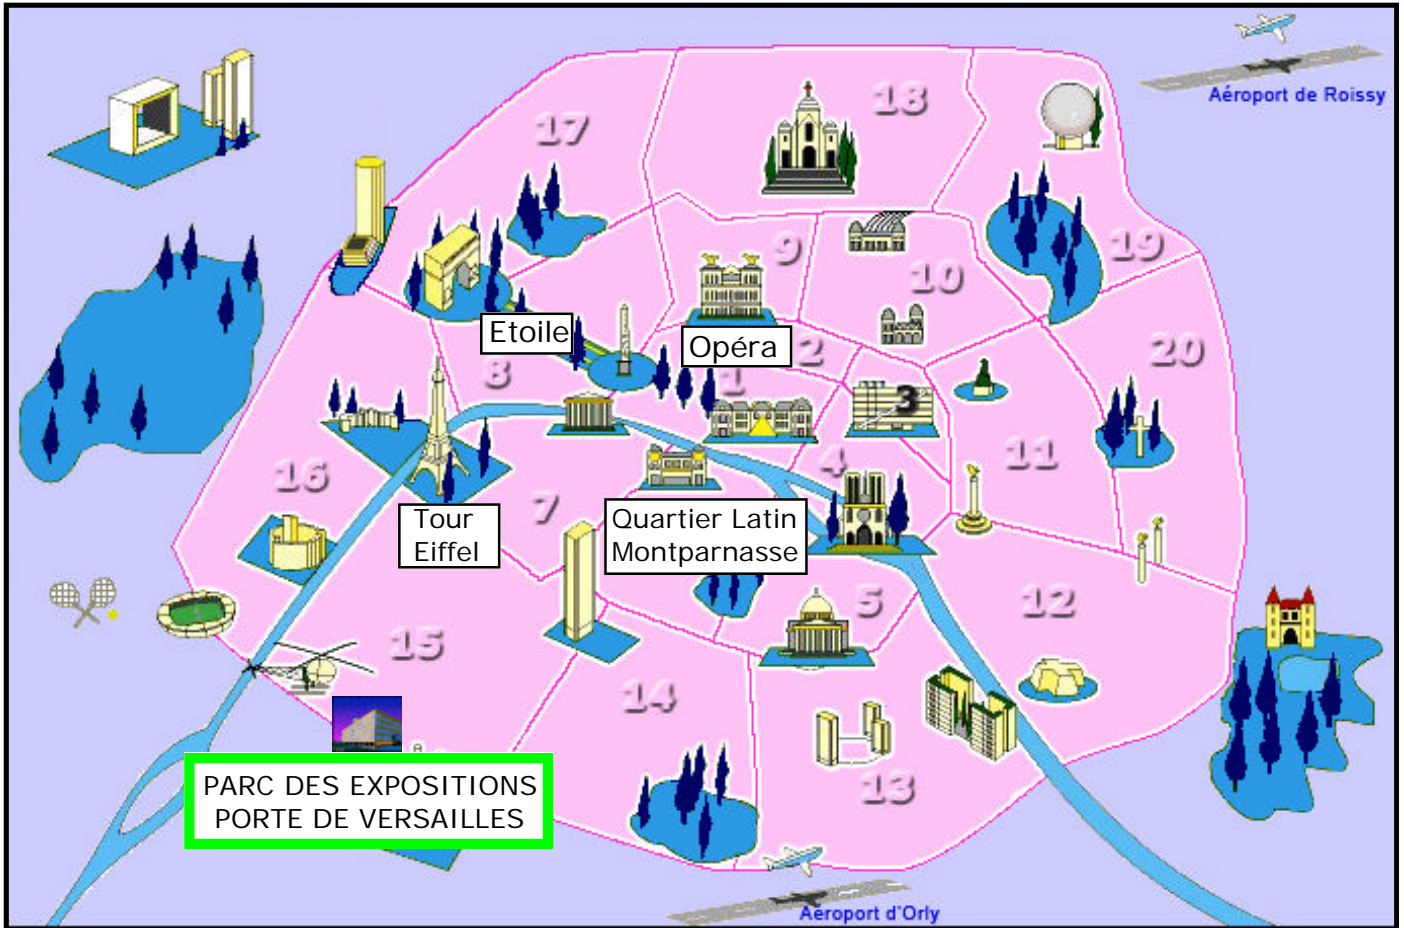 Aéroport de Roissy
18
17
19
9
10
Etoile
Opéra
2
20
8
1
3
16
4
11
7
Tour
Eiffel
Quartier Latin
Montparnasse
5
12
15
14
PARC DES EXPOSITIONS
PORTE DE VERSAILLES
13
Aéroport d'Orly